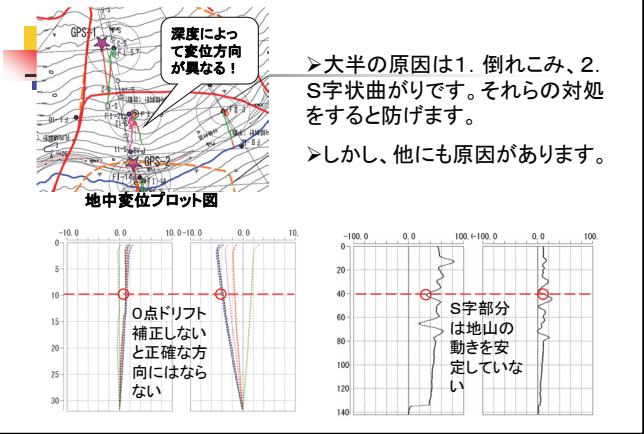 GPS-1
深度によっ
て変位方向
が異なる！
GPS-2
地中変位プロット図
➢大半の原因は１．倒れこみ、２．
S字状曲がりです。それらの対処
をすると防げます。
➢しかし、他にも原因があります。
-10.0 0.0 10. -10.0 0.0 10.
0
5
10
15
20
25
30
０点ドリフト
補正しない
と正確な方
向にはなら
ない
-100.0 0.0 100. (-100.0 0.0 100.
0
20
40
60
80
100
120
140
S字部分
は地山の
動きを安
定していな
い